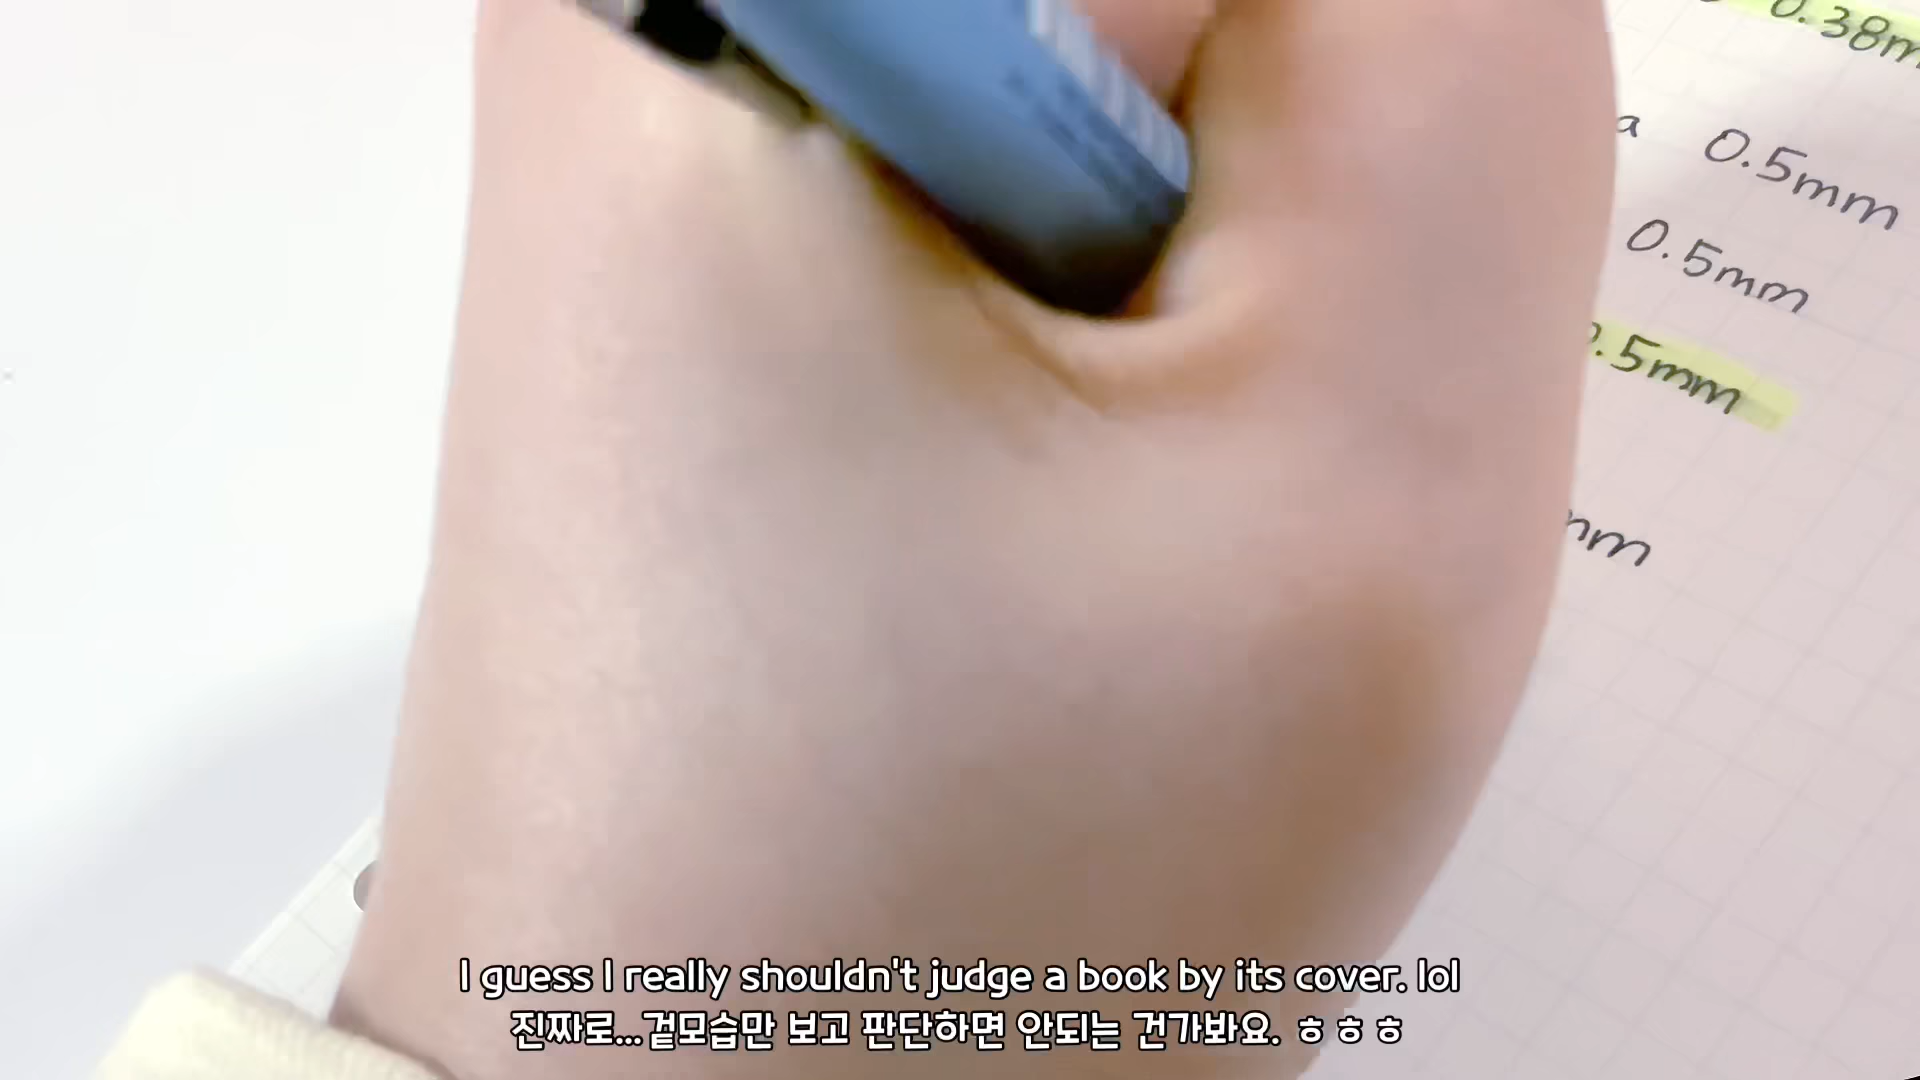 0.38m
a 0.5mm
0.5mm
0.5mm
mm
I guess I really shouldn't judge a book by its cover. lol
진짜로...겉모습만 보고 판단하면 안되는 건가봐요. ㅎㅎㅎ